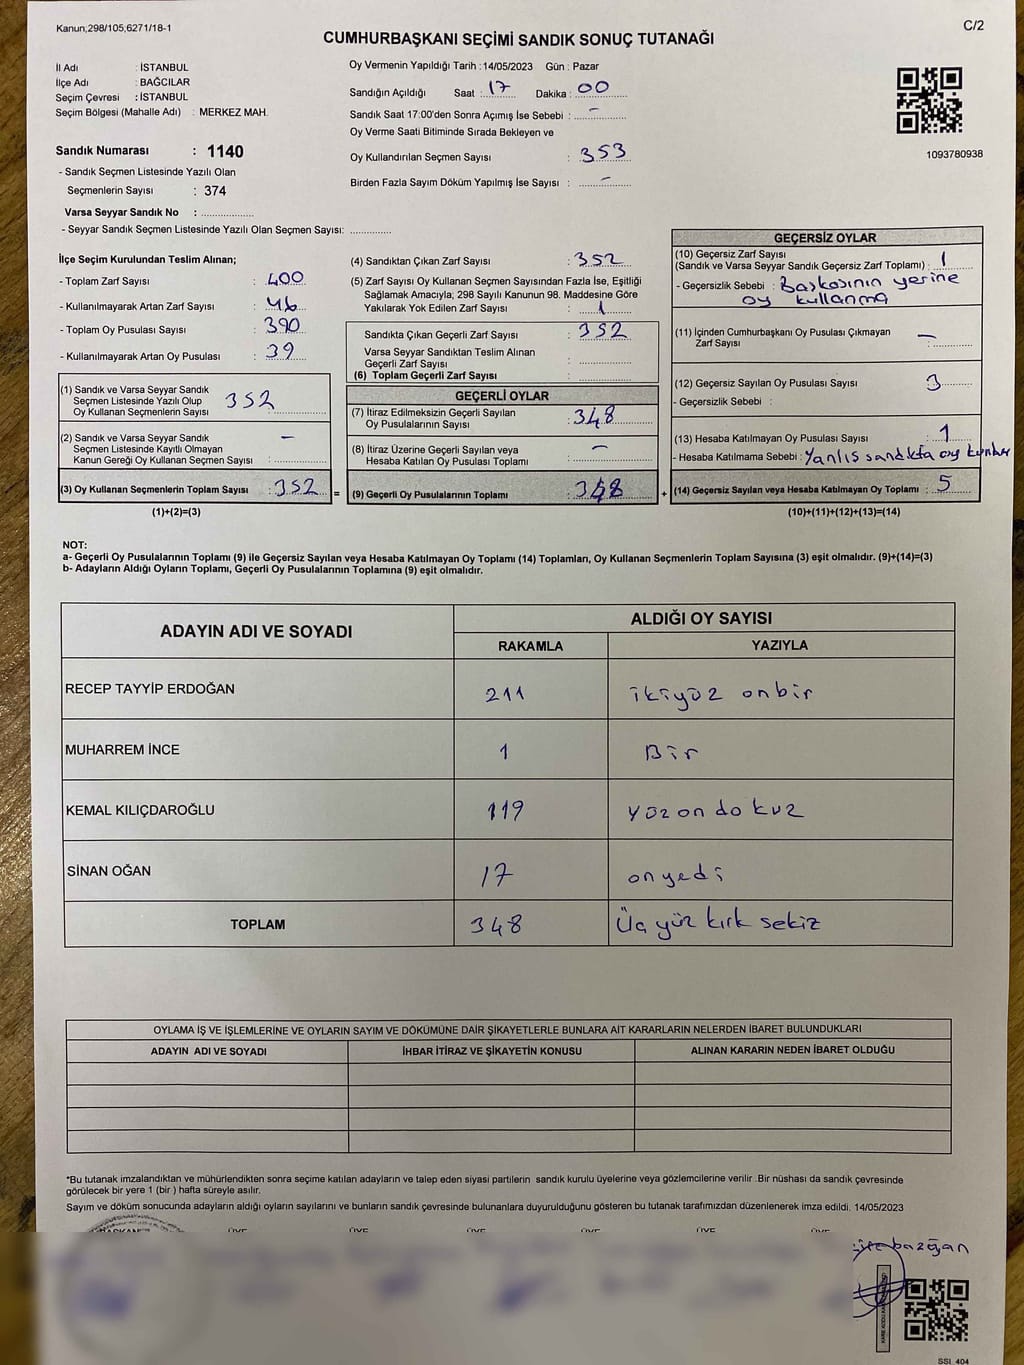 Kanun;298/105,6271/18-1
C/2
CUMHURBAŞKANI SEÇİMİ SANDIK SONUÇ TUTANAĞI
İl Adı : İSTANBUL
İlçe Adı : BAĞCILAR
Seçim Çevresi : İSTANBUL
Seçim Bölgesi (Mahalle Adı) : MERKEZ MAH.
Sandık Numarası : 1140
- Sandık Seçmen Listesinde Yazılı Olan
Seçmenlerin Sayısı : 374
Varsa Seyyar Sandık No :
- Seyyar Sandık Seçmen Listesinde Yazılı Olan Seçmen Sayısı:
Oy Vermenin Yapıldığı Tarih :14/05/2023 Gün : Pazar
Sandığın Açıldığı Saat : 17 Dakika : 00
Sandık Saat 17:00'den Sonra Açımış İse Sebebi : -
Oy Verme Saati Bitiminde Sırada Bekleyen ve
Oy Kullandırılan Seçmen Sayısı : 353
Birden Fazla Sayım Döküm Yapılmış İse Sayısı : -
1093780938
İlçe Seçim Kurulundan Teslim Alınan;
- Toplam Zarf Sayısı : 400
- Kullanılmayarak Artan Zarf Sayısı : 46
- Toplam Oy Pusulası Sayısı : 390
- Kullanılmayarak Artan Oy Pusulası : 39
(1) Sandık ve Varsa Seyyar Sandık
Seçmen Listesinde Yazılı Olup
Oy Kullanan Seçmenlerin Sayısı : 352
(2) Sandık ve Varsa Seyyar Sandık
Seçmen Listesinde Kayıtlı Olmayan
Kanun Gereği Oy Kullanan Seçmen Sayısı : -
(3) Oy Kullanan Seçmenlerin Toplam Sayısı : 352 =
(1)+(2)=(3)
(4) Sandıktan Çıkan Zarf Sayısı : 352
(5) Zarf Sayısı Oy Kullanan Seçmen Sayısından Fazla İse, Eşitliği
Sağlamak Amacıyla; 298 Sayılı Kanunun 98. Maddesine Göre
Yakılarak Yok Edilen Zarf Sayısı : 1
Sandıkta Çıkan Geçerli Zarf Sayısı : 352
Varsa Seyyar Sandıktan Teslim Alınan
Geçerli Zarf Sayısı :
(6) Toplam Geçerli Zarf Sayısı :
GEÇERLİ OYLAR
(7) İtiraz Edilmeksizin Geçerli Sayılan
Oy Pusulalarının Sayısı : 348
(8) İtiraz Üzerine Geçerli Sayılan veya
Hesaba Katılan Oy Pusulası Toplamı : -
(9) Geçerli Oy Pusulalarının Toplamı : 348 +
GEÇERSİZ OYLAR
(10) Geçersiz Zarf Sayısı
(Sandık ve Varsa Seyyar Sandık Geçersiz Zarf Toplamı) : 1
- Geçersizlik Sebebi : Başkasının yerine
oy kullanma
(11) İçinden Cumhurbaşkanı Oy Pusulası Çıkmayan
Zarf Sayısı : -
(12) Geçersiz Sayılan Oy Pusulası Sayısı : 3
- Geçersizlik Sebebi :
(13) Hesaba Katılmayan Oy Pusulası Sayısı : 1
- Hesaba Katılmama Sebebi : Yanlış sandıkta oy
(14) Geçersiz Sayılan veya Hesaba Katılmayan Oy Toplamı : 5
(10)+(11)+(12)+(13)=(14)
NOT:
a- Geçerli Oy Pusulalarının Toplamı (9) ile Geçersiz Sayılan veya Hesaba Katılmayan Oy Toplamı (14) Toplamları, Oy Kullanan Seçmenlerin Toplam Sayısına (3) eşit olmalıdır. (9)+(14)=(3)
b- Adayların Aldığı Oyların Toplamı, Geçerli Oy Pusulalarının Toplamına (9) eşit olmalıdır.
ADAYIN ADI VE SOYADI
ALDIĞI OY SAYISI
RAKAMLA YAZIYLA
RECEP TAYYİP ERDOĞAN 211 ikiyüz onbir
MUHARREM İNCE 1 Bir
KEMAL KILIÇDAROĞLU 119 yüzondokuz
SİNAN OĞAN 17 onyedi
TOPLAM 348 Üç yüz kırk sekiz
OYLAMA İŞ VE İŞLEMLERİNE VE OYLARIN SAYIM VE DÖKÜMÜNE DAİR ŞİKAYETLERLE BUNLARA AİT KARARLARIN NELERDEN İBARET BULUNDUKLARI
ADAYIN ADI VE SOYADI İHBAR İTİRAZ VE ŞİKAYETİN KONUSU ALINAN KARARIN NEDEN İBARET OLDUĞU
*Bu tutanak imzalandıktan ve mühürlendikten sonra seçime katılan adayların ve talep eden siyasi partilerin sandık kurulu üyelerine veya gözlemcilerine verilir .Bir nüshası da sandık çevresinde
görülecek bir yere 1 (bir ) hafta süreyle asılır.
Sayım ve döküm sonucunda adayların aldığı oyların sayılarını ve bunların sandık çevresinde bulunanlara duyurulduğunu gösteren bu tutanak tarafımızdan düzenlenerek imza edildi. 14/05/2023
ÜYE ÜYE ÜYE ÜYE ÜYE ÜYE
SSI 404